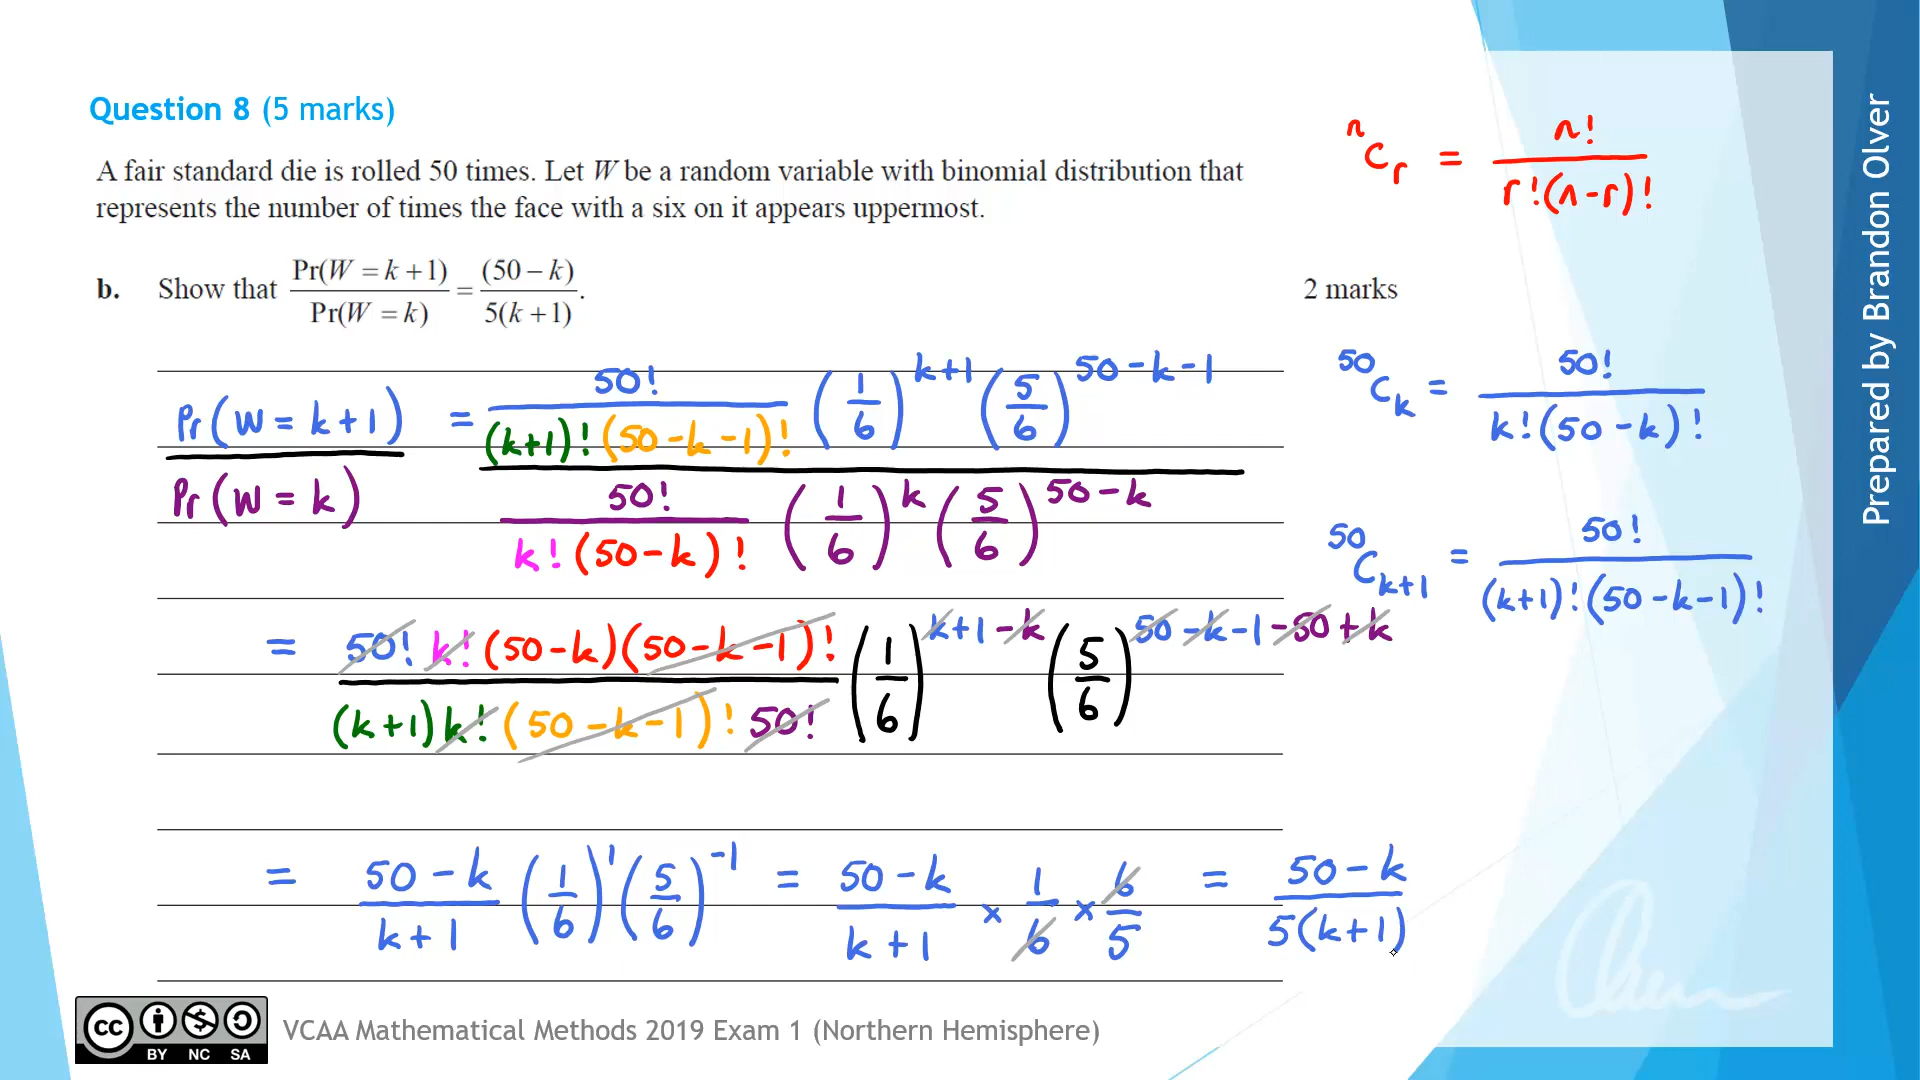 Question 8 (5 marks)
A fair standard die is rolled 50 times. Let W be a random variable with binomial distribution that
represents the number of times the face with a six on it appears uppermost.
b. Show that Pr(W = k + 1) / Pr(W = k) = (50 − k) / 5(k + 1). 2 marks
ⁿCᵣ = n! / r!(n-r)!
⁵⁰Cₖ = 50! / k!(50-k)!
⁵⁰Cₖ₊₁ = 50! / (k+1)!(50-k-1)!
Pr(W = k+1) / Pr(W = k) = 50! / (k+1)!(50-k-1)! (1/6)^(k+1) (5/6)^(50-k-1) / 50! / k!(50-k)! (1/6)^k (5/6)^(50-k)
= 50! k! (50-k)(50-k-1)! / (k+1)k!(50-k-1)! 50! (1/6)^(k+1-k) (5/6)^(50-k-1-50+k)
= 50-k / k+1 (1/6)^1 (5/6)^-1 = 50-k / k+1 × 1/6 × 6/5 = 50-k / 5(k+1)
Prepared by Brandon Olver
cc BY NC SA
VCAA Mathematical Methods 2019 Exam 1 (Northern Hemisphere)